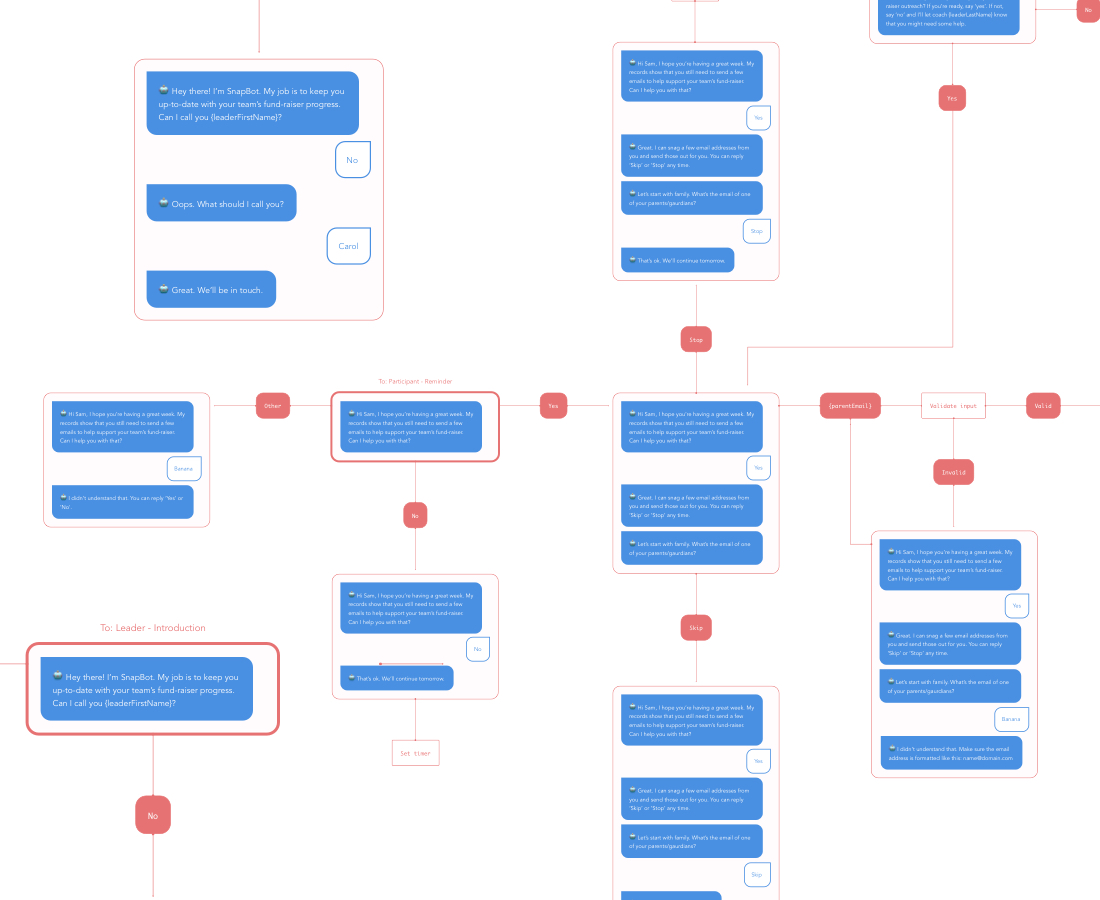 raiser outreach? If you're ready, say 'yes'. If not,
say 'no' and I'll let coach {leaderLastName} know
that you might need some help.
No
Yes
Hey there! I'm SnapBot. My job is to keep you
up-to-date with your team's fund-raiser progress.
Can I call you {leaderFirstName}?
No
Oops. What should I call you?
Carol
Great. We'll be in touch.
Hi Sam, I hope you're having a great week. My
records show that you still need to send a few
emails to help support your team's fund-raiser.
Can I help you with that?
Yes
Great. I can snag a few email addresses from
you and send those out for you. You can reply
'Skip' or 'Stop' any time.
Let's start with family. What's the email of one
of your parents/gaurdians?
Stop
That's ok. We'll continue tomorrow.
Stop
Hi Sam, I hope you're having a great week. My
records show that you still need to send a few
emails to help support your team's fund-raiser.
Can I help you with that?
Banana
I didn't understand that. You can reply 'Yes' or
'No'.
Other
To: Participant - Reminder
Hi Sam, I hope you're having a great week. My
records show that you still need to send a few
emails to help support your team's fund-raiser.
Can I help you with that?
Yes
No
Hi Sam, I hope you're having a great week. My
records show that you still need to send a few
emails to help support your team's fund-raiser.
Can I help you with that?
No
That's ok. We'll continue tomorrow.
Set timer
Hi Sam, I hope you're having a great week. My
records show that you still need to send a few
emails to help support your team's fund-raiser.
Can I help you with that?
Yes
Great. I can snag a few email addresses from
you and send those out for you. You can reply
'Skip' or 'Stop' any time.
Let's start with family. What's the email of one
of your parents/gaurdians?
{parentEmail}
Validate input
Valid
Invalid
Hi Sam, I hope you're having a great week. My
records show that you still need to send a few
emails to help support your team's fund-raiser.
Can I help you with that?
Yes
Great. I can snag a few email addresses from
you and send those out for you. You can reply
'Skip' or 'Stop' any time.
Let's start with family. What's the email of one
of your parents/gaurdians?
Banana
I didn't understand that. Make sure the email
address is formatted like this: name@domain.com
Skip
Hi Sam, I hope you're having a great week. My
records show that you still need to send a few
emails to help support your team's fund-raiser.
Can I help you with that?
Yes
Great. I can snag a few email addresses from
you and send those out for you. You can reply
'Skip' or 'Stop' any time.
Let's start with family. What's the email of one
of your parents/gaurdians?
Skip
To: Leader - Introduction
Hey there! I'm SnapBot. My job is to keep you
up-to-date with your team's fund-raiser progress.
Can I call you {leaderFirstName}?
No